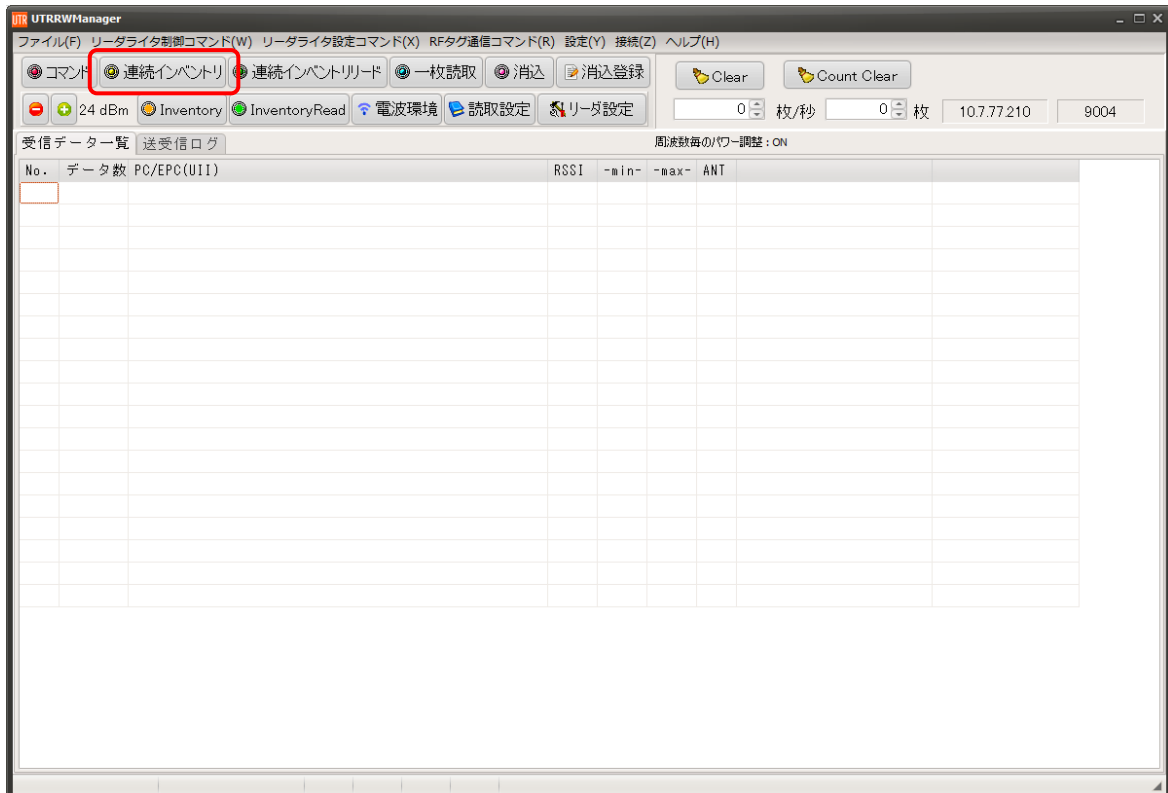 UTR UTRRWManager
ファイル(F) リーダライタ制御コマンド(W) リーダライタ設定コマンド(X) RFタグ通信コマンド(R) 設定(Y) 接続(Z) ヘルプ(H)
コマンド 連続インベントリ 連続インベントリリード 一枚読取 消込 消込登録 Clear Count Clear
24 dBm Inventory InventoryRead 電波環境 読取設定 リーダ設定 0 枚/秒 0 枚 10.7.77.210 9004
受信データ一覧 送受信ログ 周波数毎のパワー調整 : ON
No. データ数 PC/EPC(UII) RSSI -min- -max- ANT